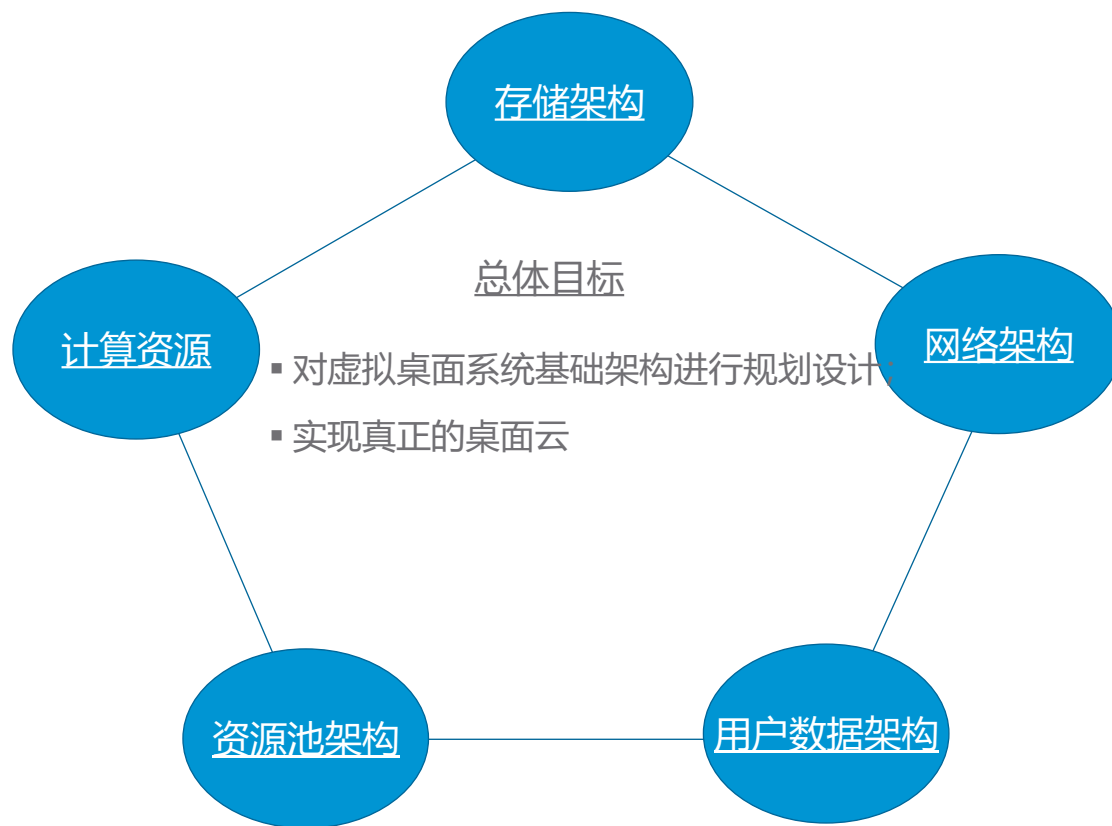 存储架构
总体目标
计算资源
网络架构
▪ 对虚拟桌面系统基础架构进行规划设计；
▪ 实现真正的桌面云
资源池架构
用户数据架构